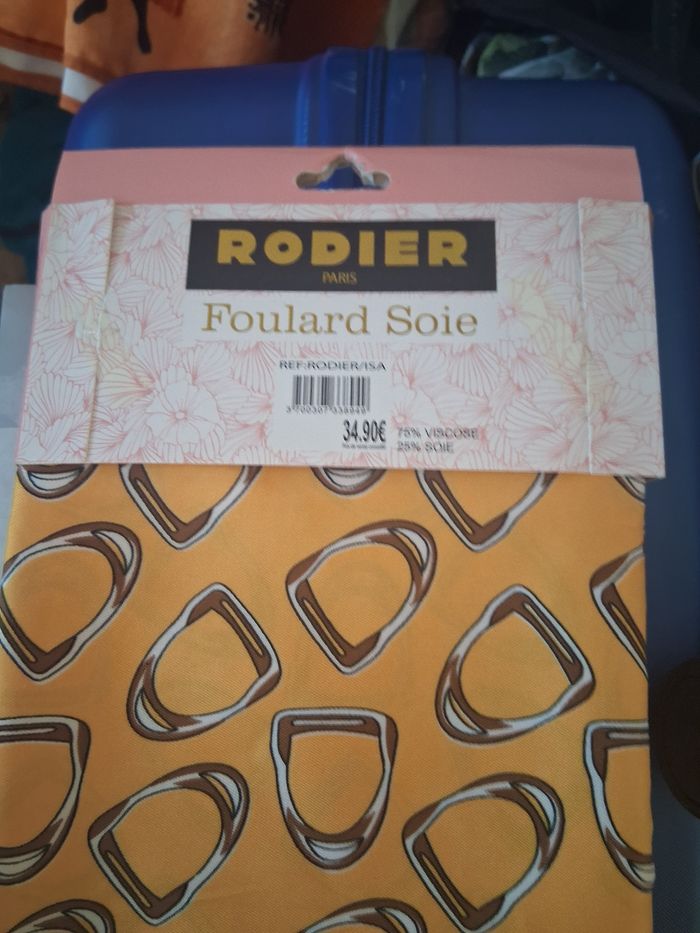 RODIER
PARIS
Foulard Soie
REF:RODIER/ISA
34.90€
75% VISCOSE
25% SOIE